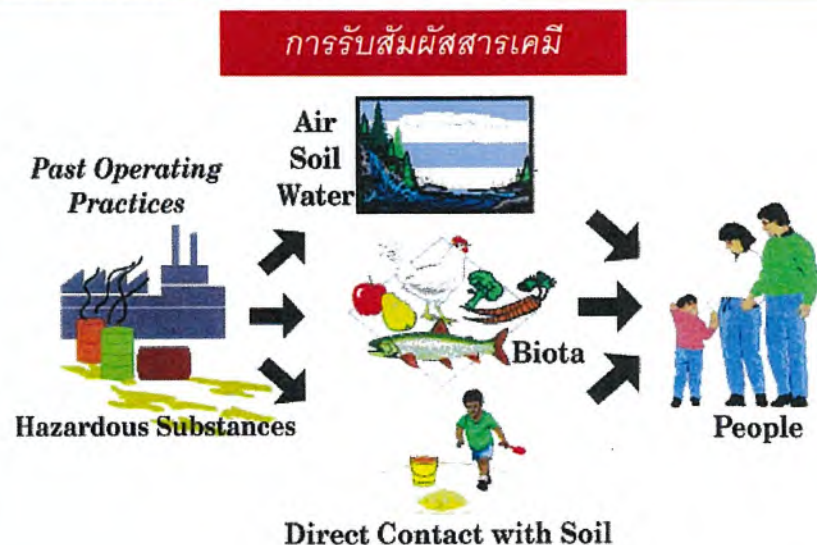 การรับสัมผัสสารเคมี
Past Operating
Practices
Hazardous Substances
Air
Soil
Water
Biota
Direct Contact with Soil
People